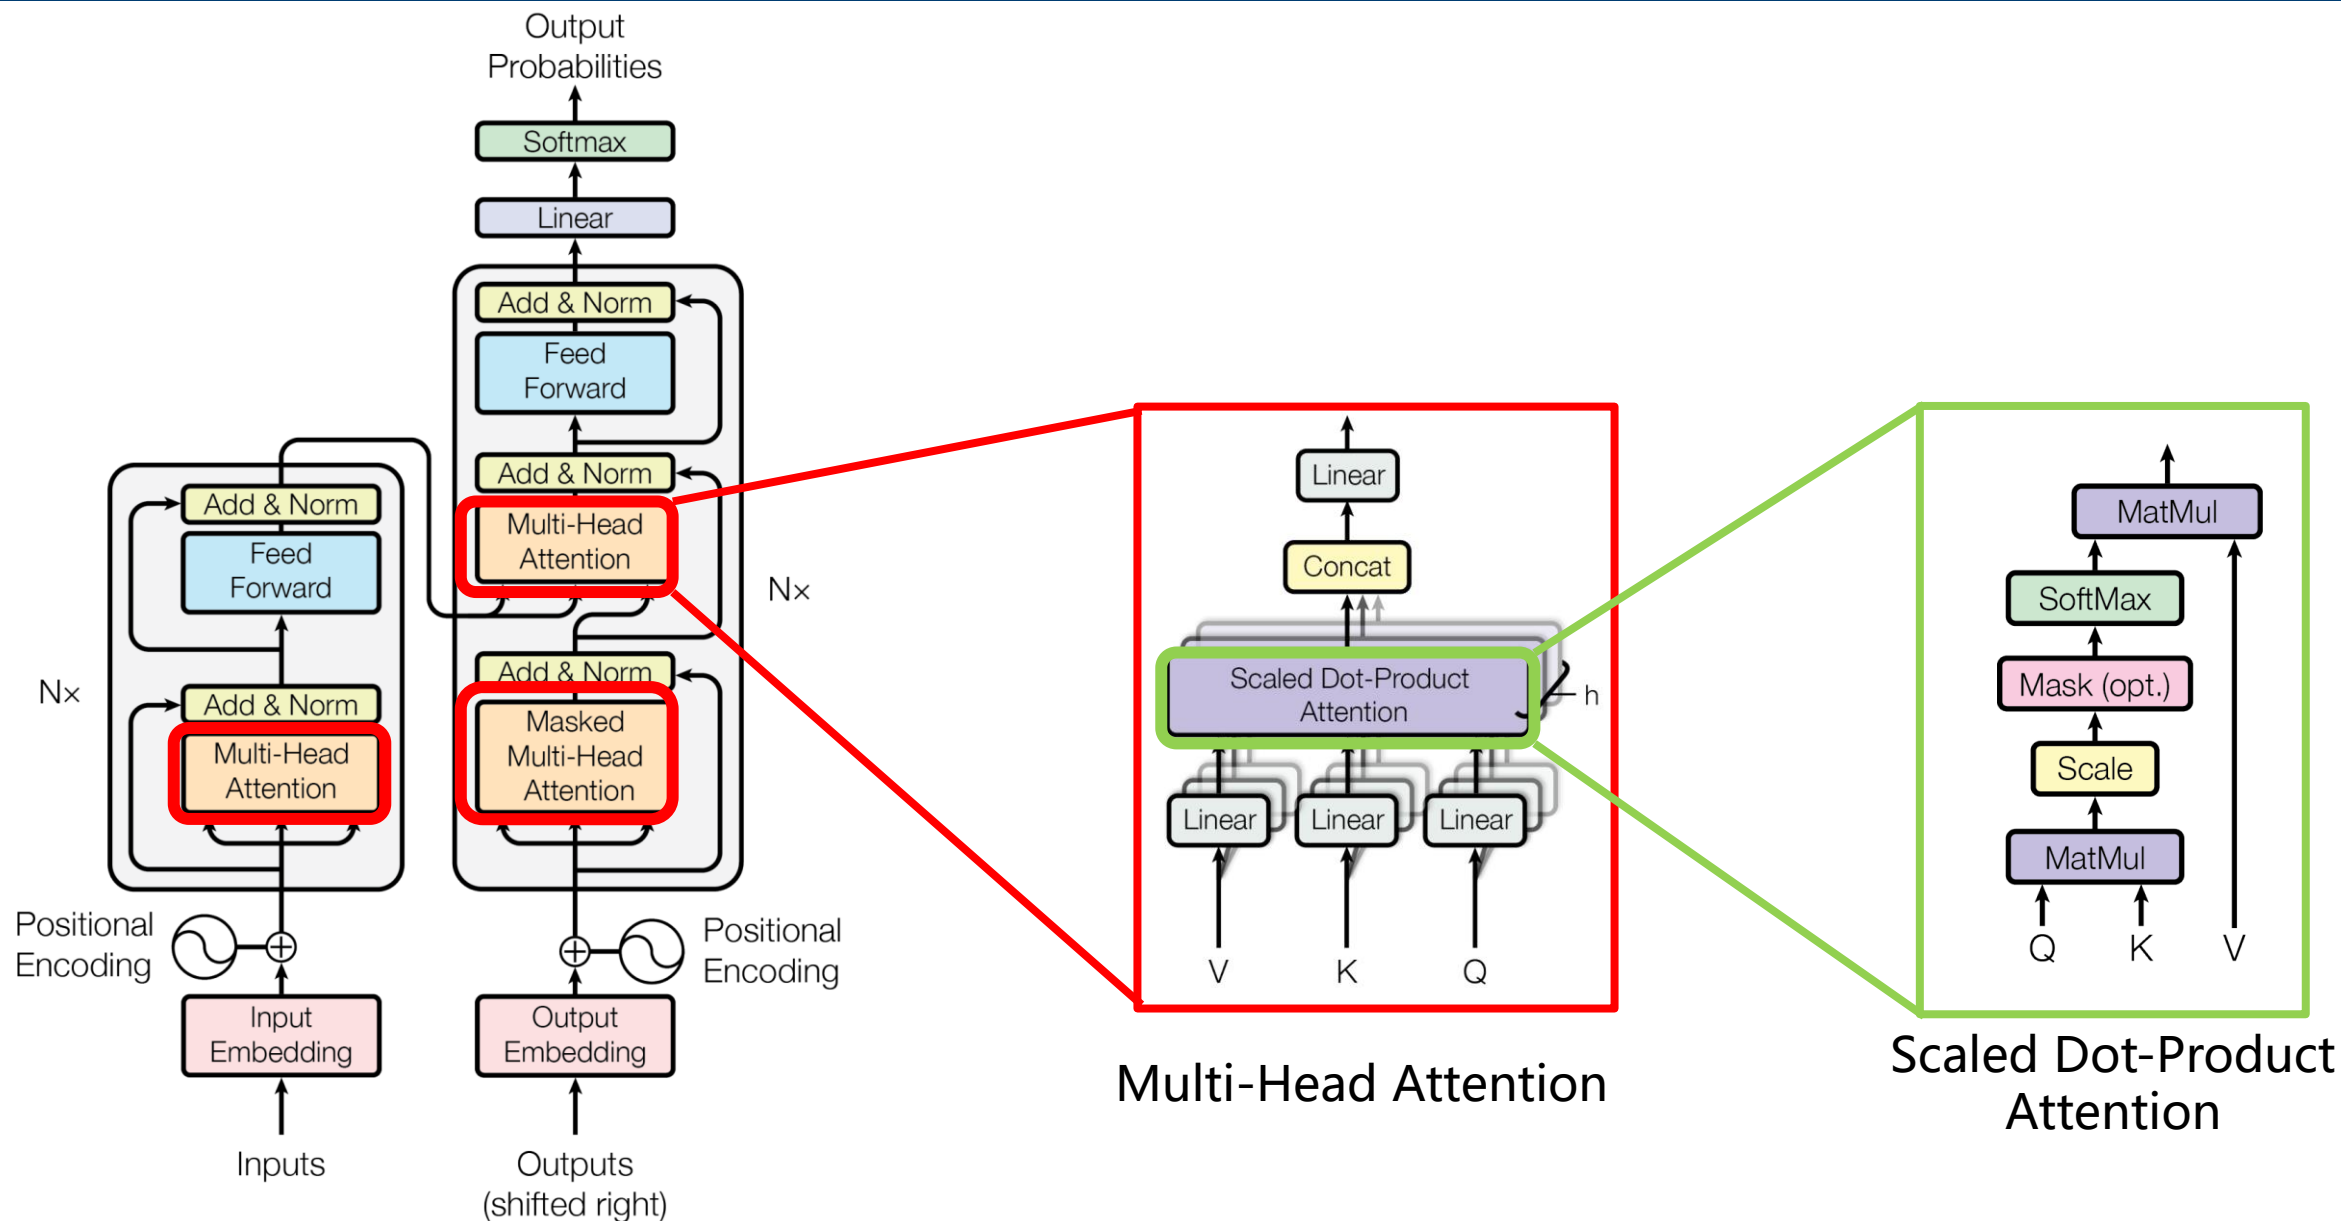 Output
Probabilities
Softmax
Linear
Add & Norm
Feed
Forward
Add & Norm
Multi-Head
Attention
Add & Norm
Masked
Multi-Head
Attention
Nx
Positional
Encoding
Output
Embedding
Outputs
(shifted right)
Add & Norm
Feed
Forward
Add & Norm
Multi-Head
Attention
Nx
Positional
Encoding
Input
Embedding
Inputs
Linear
Concat
Scaled Dot-Product
Attention
h
Linear
Linear
Linear
V
K
Q
Multi-Head Attention
MatMul
SoftMax
Mask (opt.)
Scale
MatMul
Q
K
V
Scaled Dot-Product
Attention